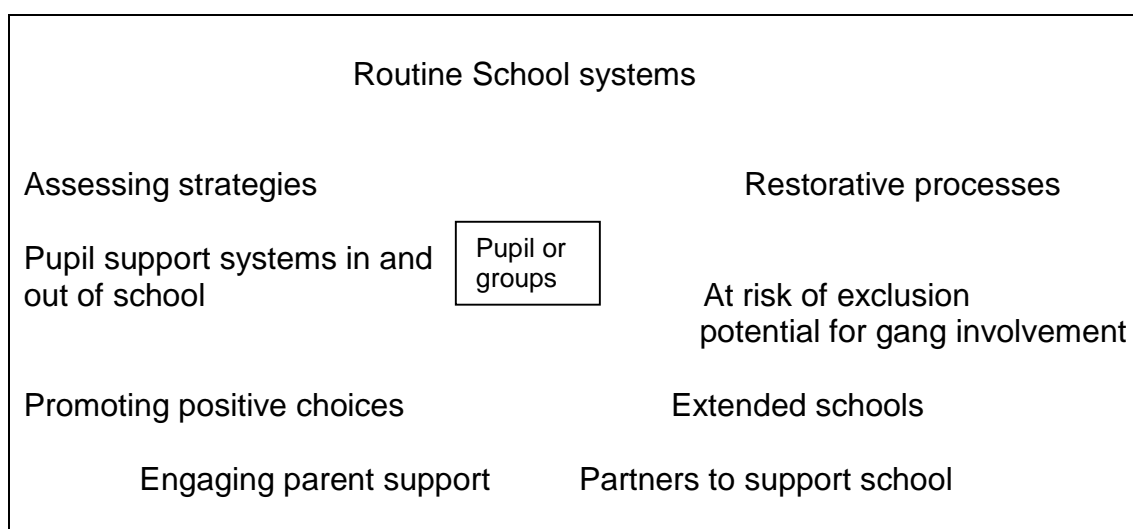 Routine School systems
Assessing strategies
Restorative processes
Pupil support systems in and
out of school
Pupil or
groups
At risk of exclusion
potential for gang involvement
Promoting positive choices
Extended schools
Engaging parent support
Partners to support school